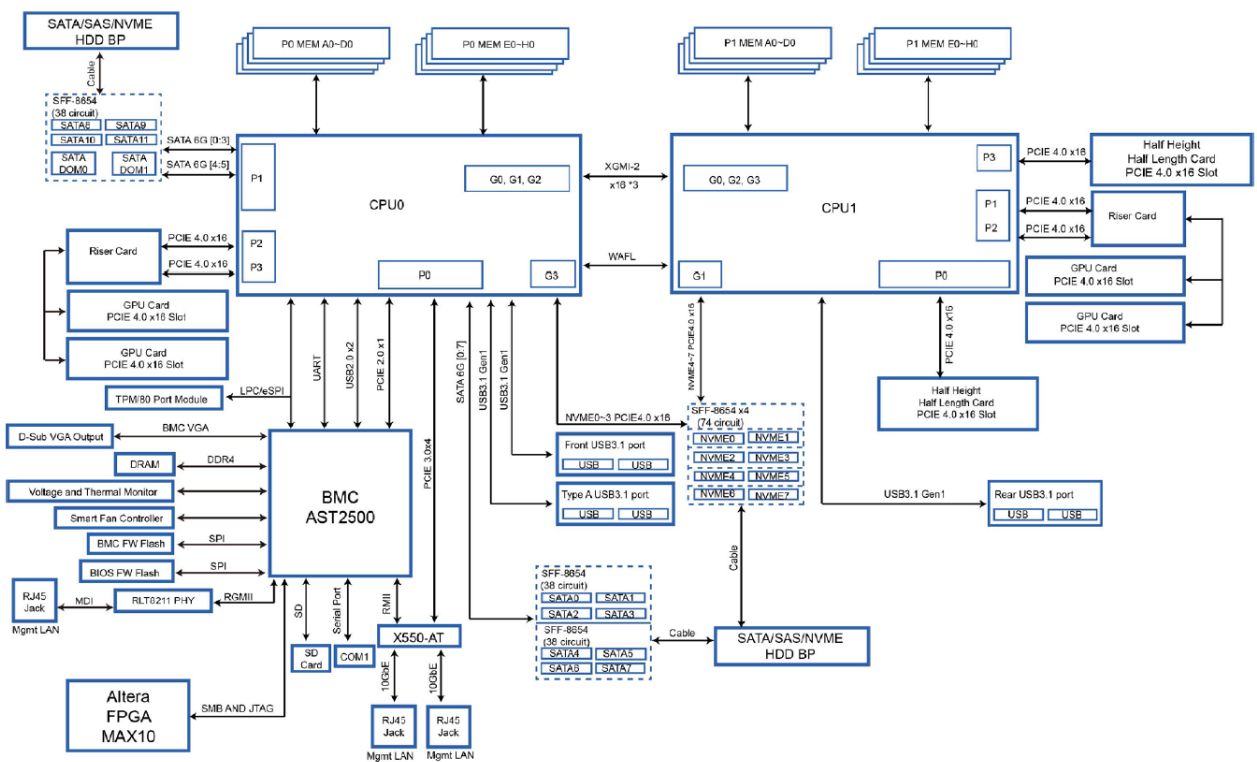 SATA/SAS/NVME
HDD BP
Cable
SFF-8654
(38 circuit)
SATA8
SATA9
SATA10
SATA11
SATA
DOM0
SATA
DOM1
SATA 6G [0:3]
SATA 6G [4:5]
P0 MEM A0~D0
P0 MEM E0~H0
P1 MEM A0~D0
P1 MEM E0~H0
P1
G0, G1, G2
CPU0
P2
P3
P0
G3
XGMI-2
x16 *3
WAFL
G0, G2, G3
CPU1
P3
P1
P2
G1
P0
PCIE 4.0 x16
Half Height
Half Length Card
PCIE 4.0 x16 Slot
PCIE 4.0 x16
PCIE 4.0 x16
Riser Card
GPU Card
PCIE 4.0 x16 Slot
GPU Card
PCIE 4.0 x16 Slot
Riser Card
PCIE 4.0 x16
PCIE 4.0 x16
GPU Card
PCIE 4.0 x16 Slot
GPU Card
PCIE 4.0 x16 Slot
TPM/80 Port Module
LPC/eSPI
UART
USB2.0 x2
PCIE 2.0 x1
PCIE 3.0x4
SATA 6G [0:7]
USB3.1 Gen1
USB3.1 Gen1
NVME0~3 PCIE4.0 x16
NVME4~7 PCIE4.0 x16
PCIE 4.0 x16
Half Height
Half Length Card
PCIE 4.0 x16 Slot
SFF-8654 x4
(74 circuit)
NVME0
NVME1
NVME2
NVME3
NVME4
NVME5
NVME6
NVME7
Front USB3.1 port
USB
USB
Type A USB3.1 port
USB
USB
USB3.1 Gen1
Rear USB3.1 port
USB
USB
D-Sub VGA Output
BMC VGA
DRAM
DDR4
Voltage and Thermal Monitor
Smart Fan Controller
BMC FW Flash
SPI
BIOS FW Flash
SPI
BMC
AST2500
RJ45
Jack
Mgmt LAN
MDI
RLT8211 PHY
RGMII
SD
Serial Port
RMII
SD
Card
COM1
X550-AT
10GbE
10GbE
RJ45
Jack
Mgmt LAN
RJ45
Jack
Mgmt LAN
Altera
FPGA
MAX10
SMB AND JTAG
SFF-8654
(38 circuit)
SATA0
SATA1
SATA2
SATA3
SFF-8654
(38 circuit)
SATA4
SATA5
SATA6
SATA7
Cable
Cable
SATA/SAS/NVME
HDD BP